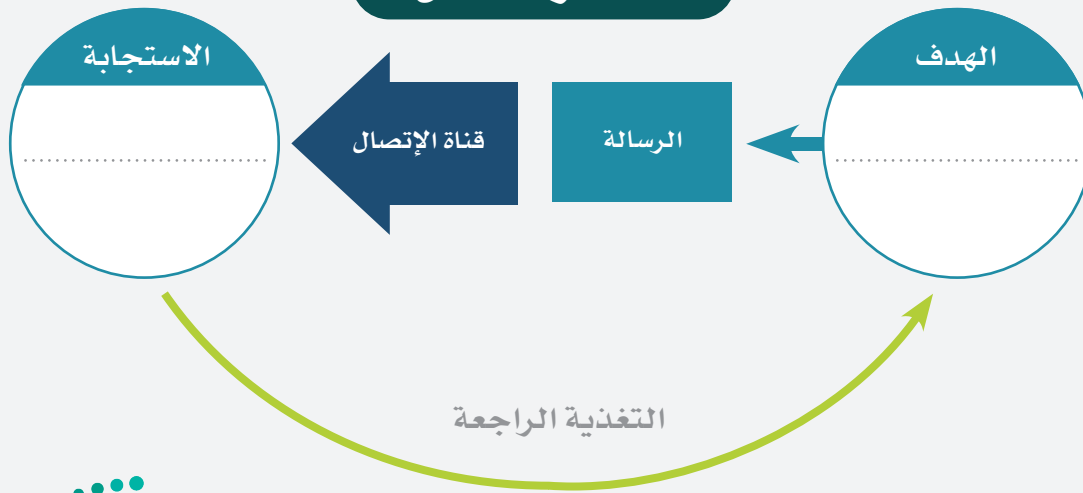 الهدف
الرسالة
قناة الإتصال
الاستجابة
التغذية الراجعة